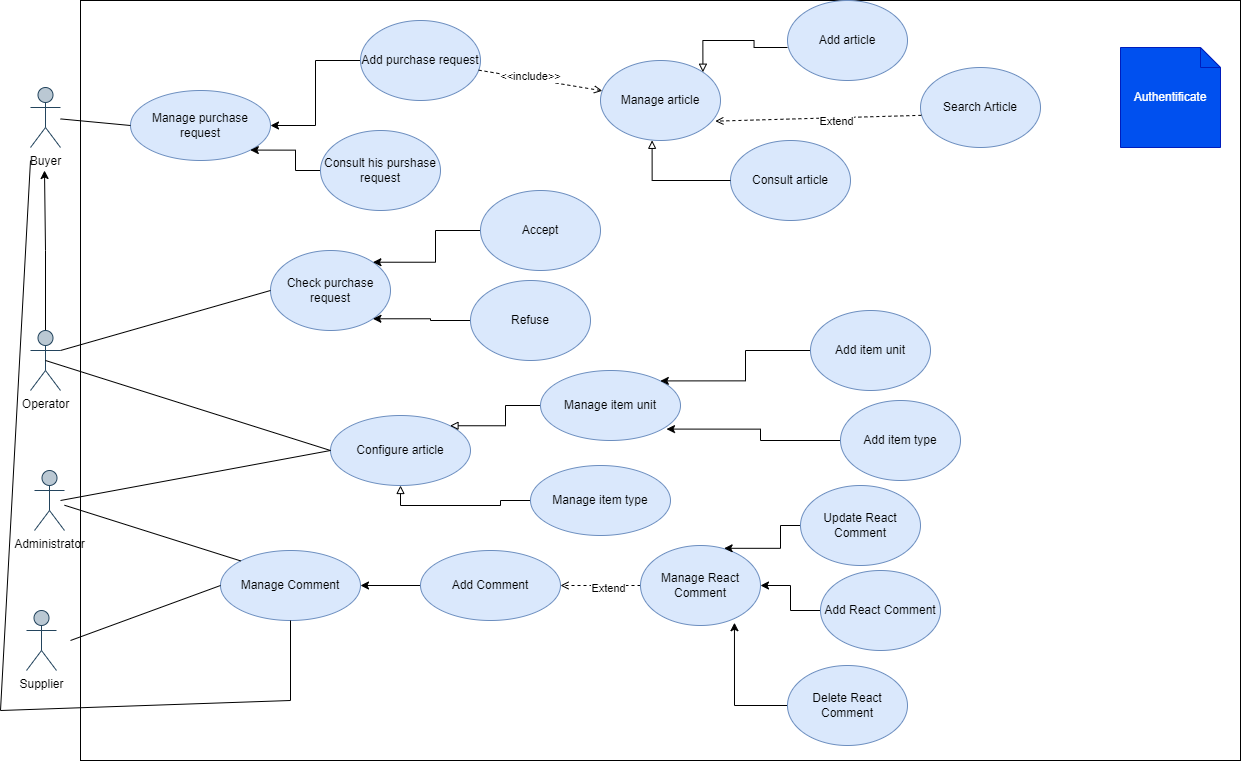 Add article
Add purchase request
<<include>>
Manage article
Search Article
Authentificate
Extend
Manage purchase
request
Buyer
Consult his purshase
request
Consult article
Accept
Check purchase
request
Refuse
Add item unit
Operator
Manage item unit
Add item type
Configure article
Manage item type
Administrator
Update React
Comment
Manage Comment
Add Comment
Extend
Manage React
Comment
Add React Comment
Supplier
Delete React
Comment